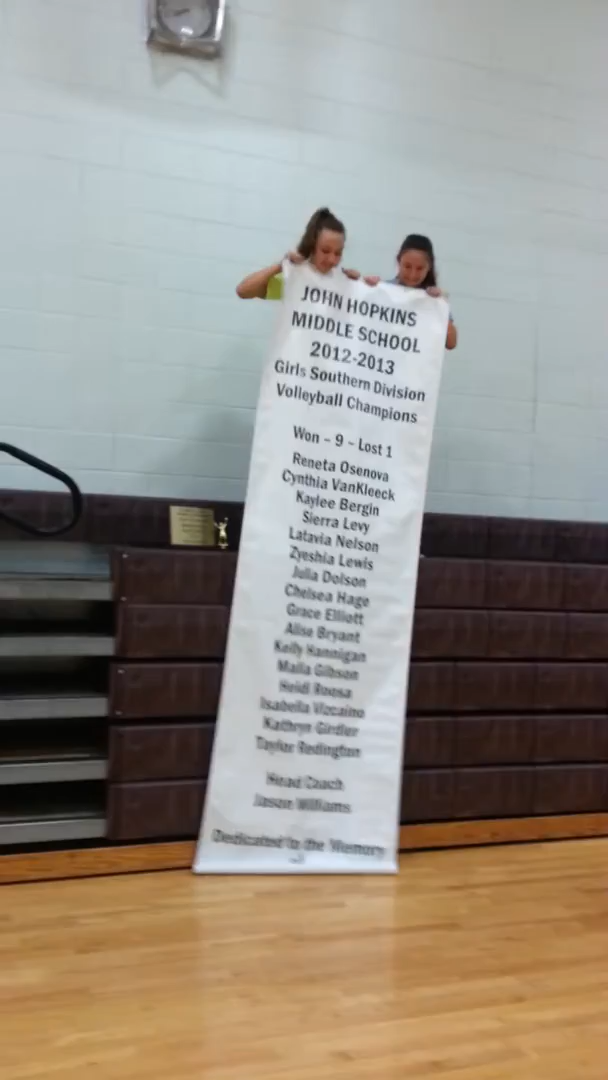 JOHN HOPKINS
MIDDLE SCHOOL
2012-2013
Girls Southern Division
Volleyball Champions
Won - 9 - Lost 1
Reneta Osenova
Cynthia VanKleeck
Kaylee Bergin
Sierra Levy
Latavia Nelson
Zyeshia Lewis
Julia Dolson
Chelsea Hage
Grace Elliott
Alise Bryant
Kelly Hannigan
Malia Gibson
Heidi Roosa
Isabella Vizcaino
Kathryn Girdler
Taylor Redington
Head Coach
Jason Williams
Dedicated to the Memory